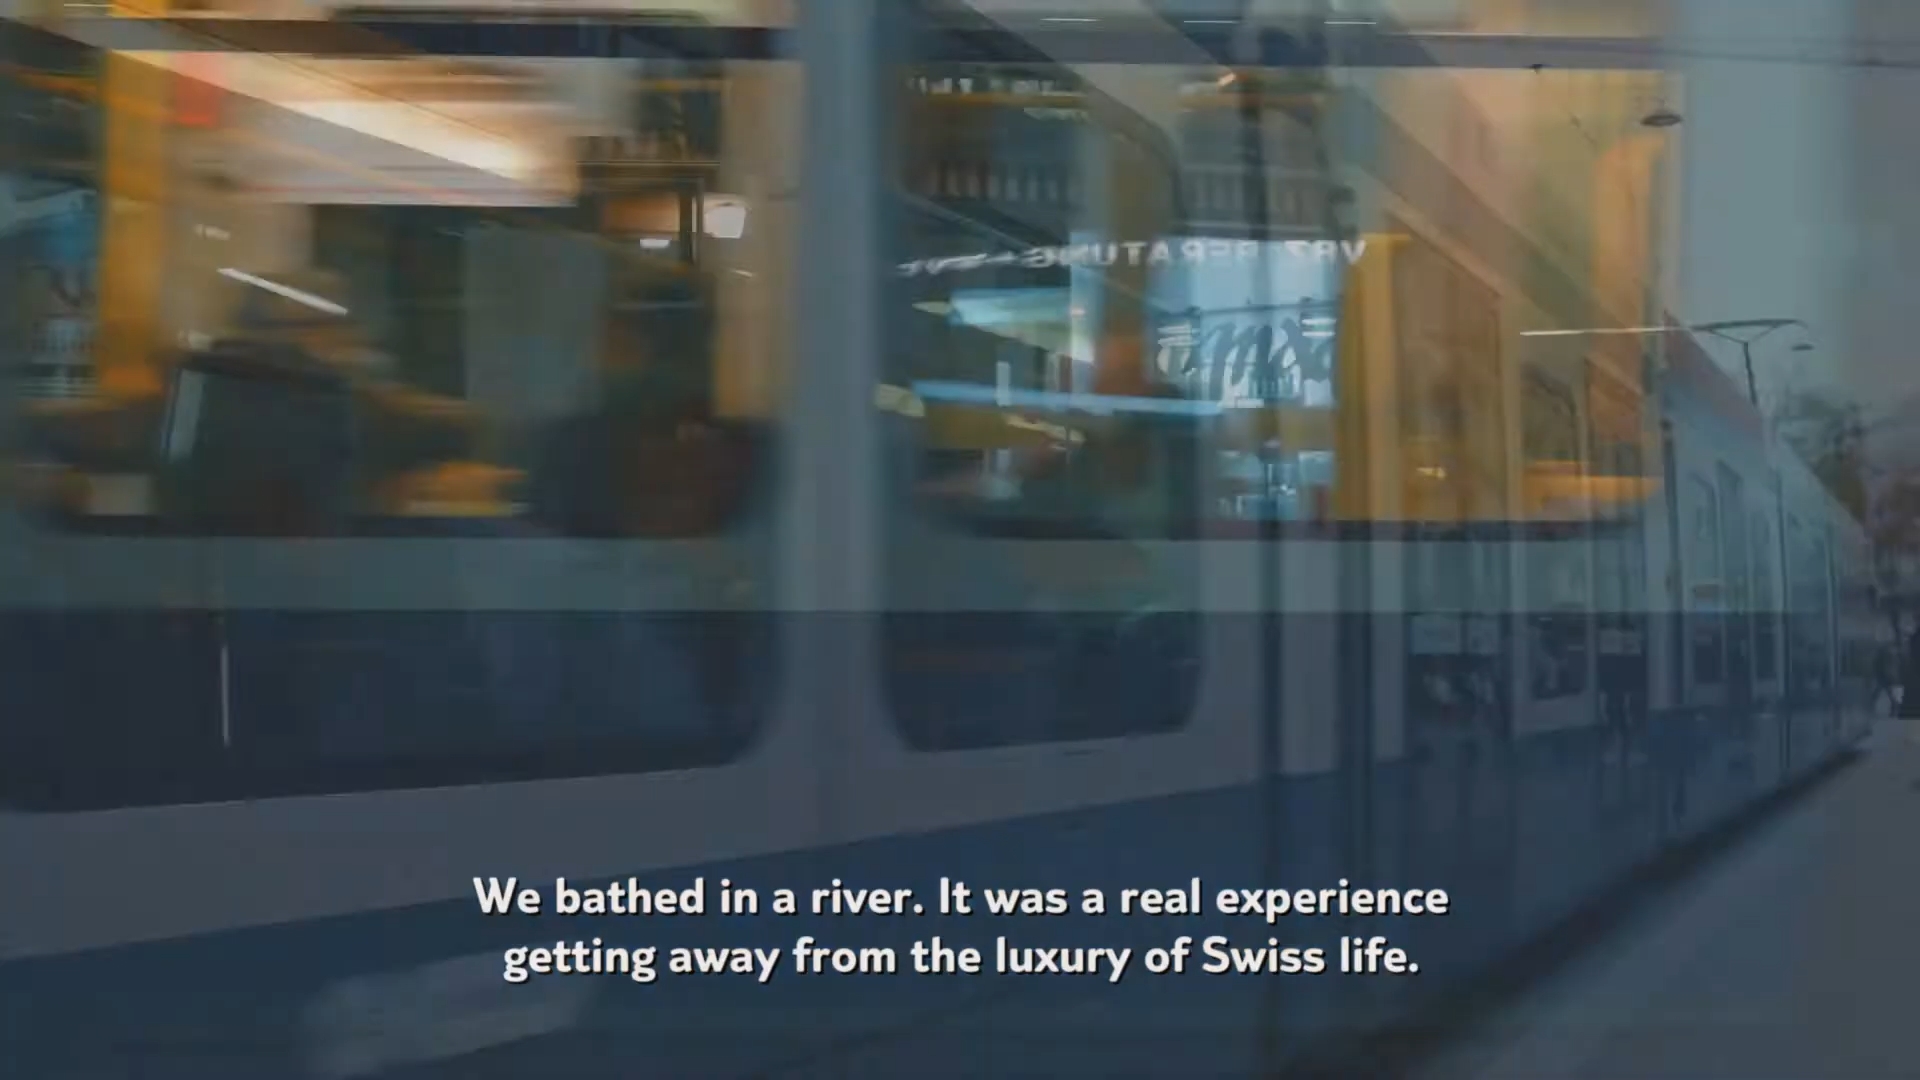 We bathed in a river. It was a real experience
getting away from the luxury of Swiss life.